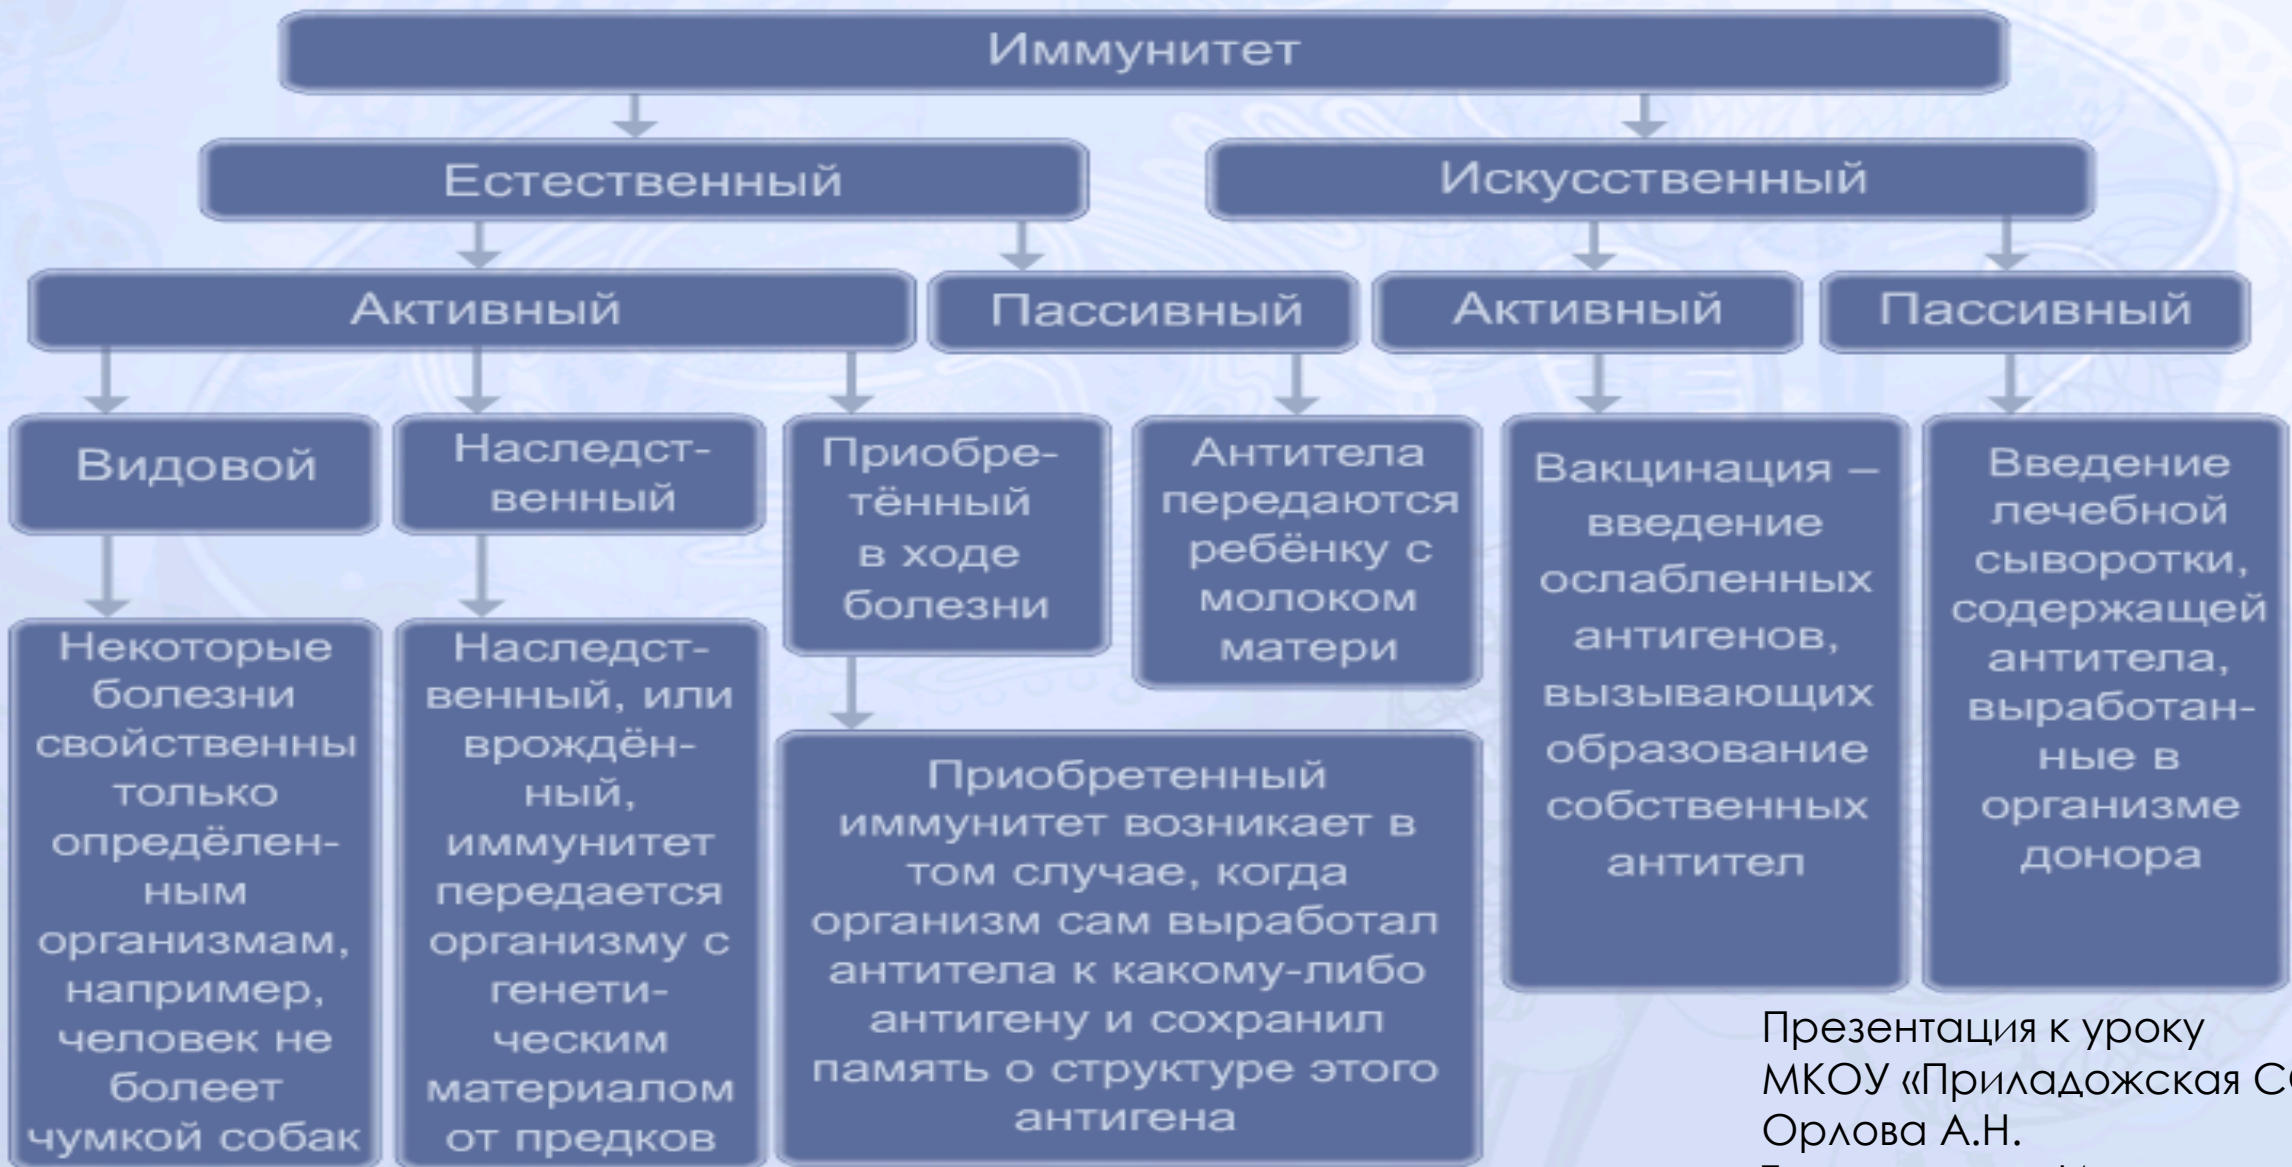 Иммунитет
Естественный
Искусственный
Активный
Пассивный
Активный
Пассивный
Видовой
Наследст-
венный
Приобре-
тённый
в ходе
болезни
Антитела
передаются
ребёнку с
молоком
матери
Вакцинация –
введение
ослабленных
антигенов,
вызывающих
образование
собственных
антител
Введение
лечебной
сыворотки,
содержащей
антитела,
выработан-
ные в
организме
донора
Некоторые
болезни
свойственны
только
опредёлен-
ным
организмам,
например,
человек не
болеет
чумкой собак
Наследст-
венный, или
врождён-
ный,
иммунитет
передается
организму с
генети-
ческим
материалом
от предков
Приобретенный
иммунитет возникает в
том случае, когда
организм сам выработал
антитела к какому-либо
антигену и сохранил
память о структуре этого
антигена
Презентация к уроку
МКОУ «Приладожская
Орлова А.Н.